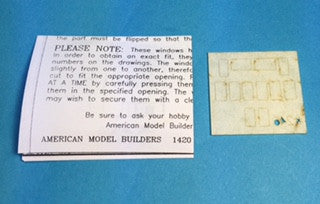 the part must be flipped so that th
PLEASE NOTE: These windows h
In order to obtain an exact fit, they
numbers on the drawings. The windo
slightly from one to another, therefo
cut to fit the appropriate opening. F
AT A TIME by carefully pressing them
them in the specified opening. The w
may wish to secure them with a cle
Be sure to ask your hobby
American Model Builder
AMERICAN MODEL BUILDERS 1420